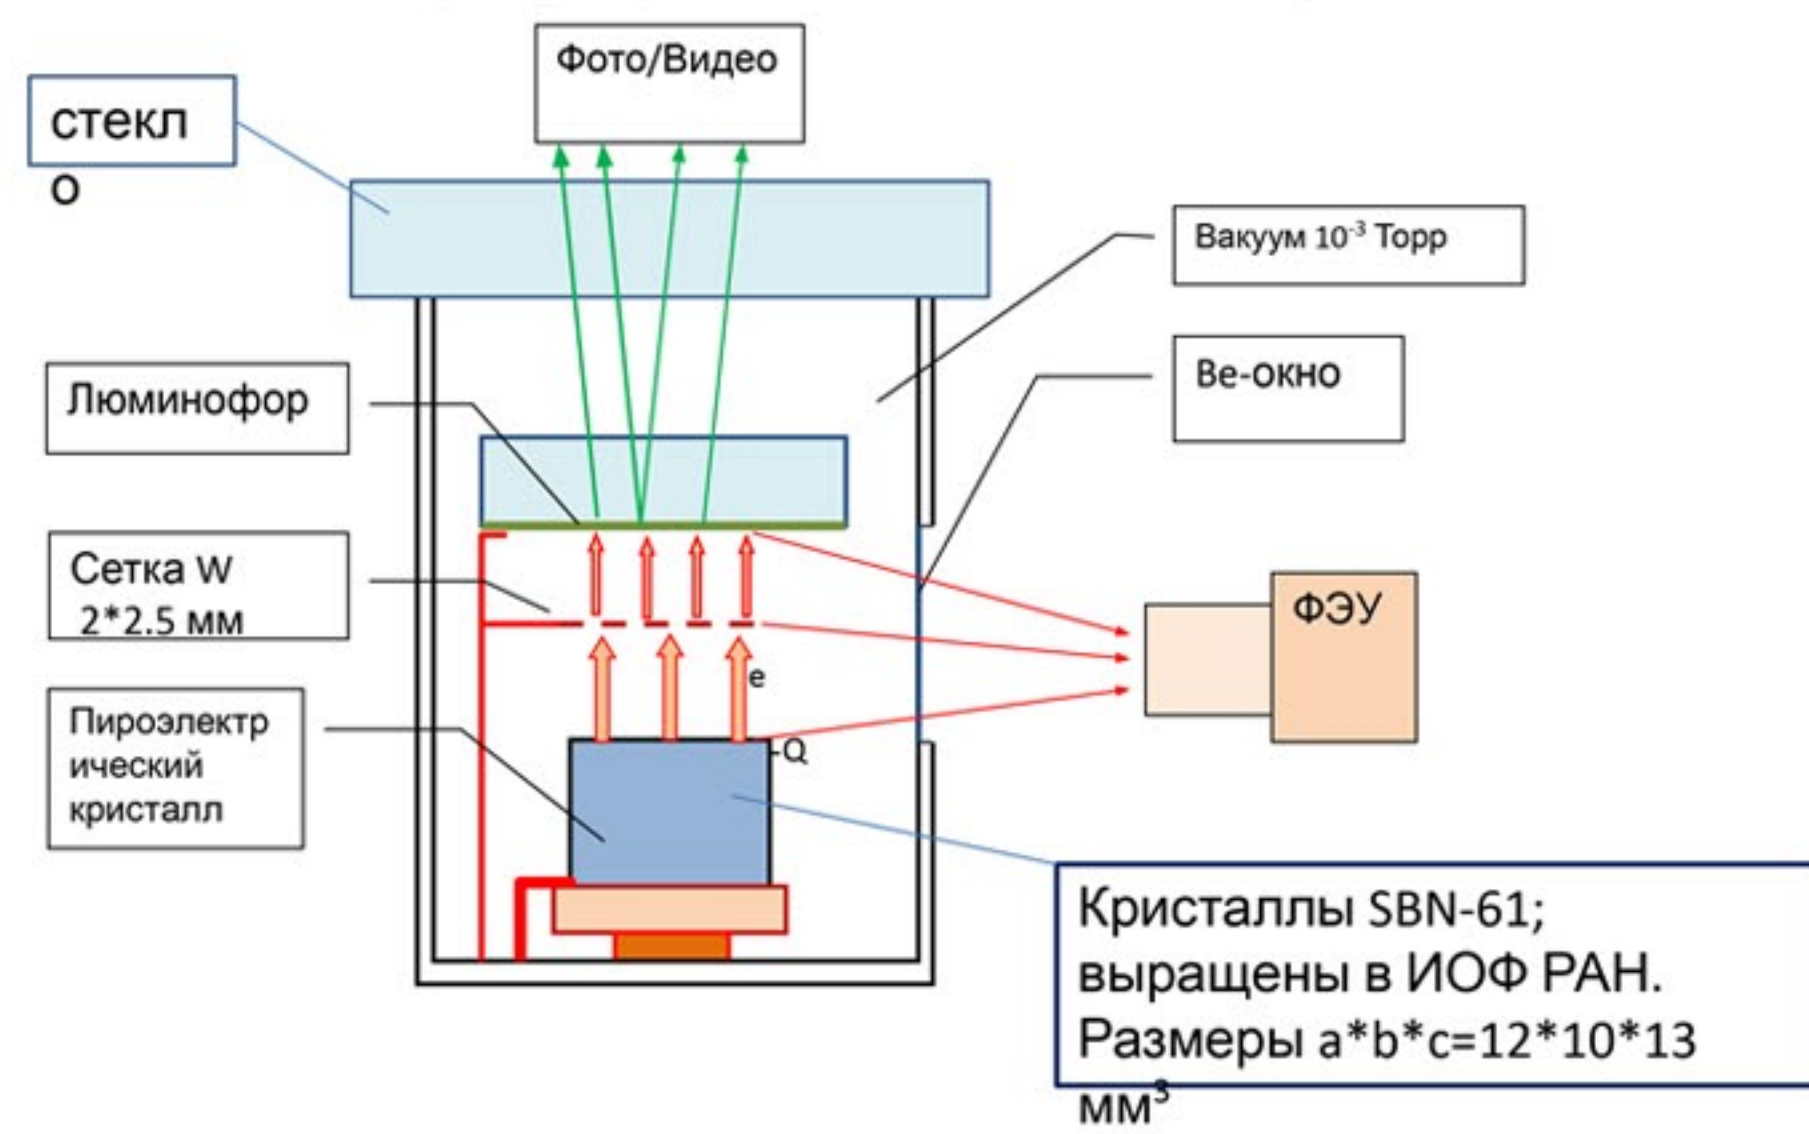 Фото/Видео
стекл
о
Вакуум 10⁻³ Торр
Ве-окно
Люминофор
Сетка W
2*2.5 мм
ФЭУ
e
Пироэлектр
ический
кристалл
-Q
Кристаллы SBN-61;
выращены в ИОФ РАН.
Размеры a*b*c=12*10*13
мм³